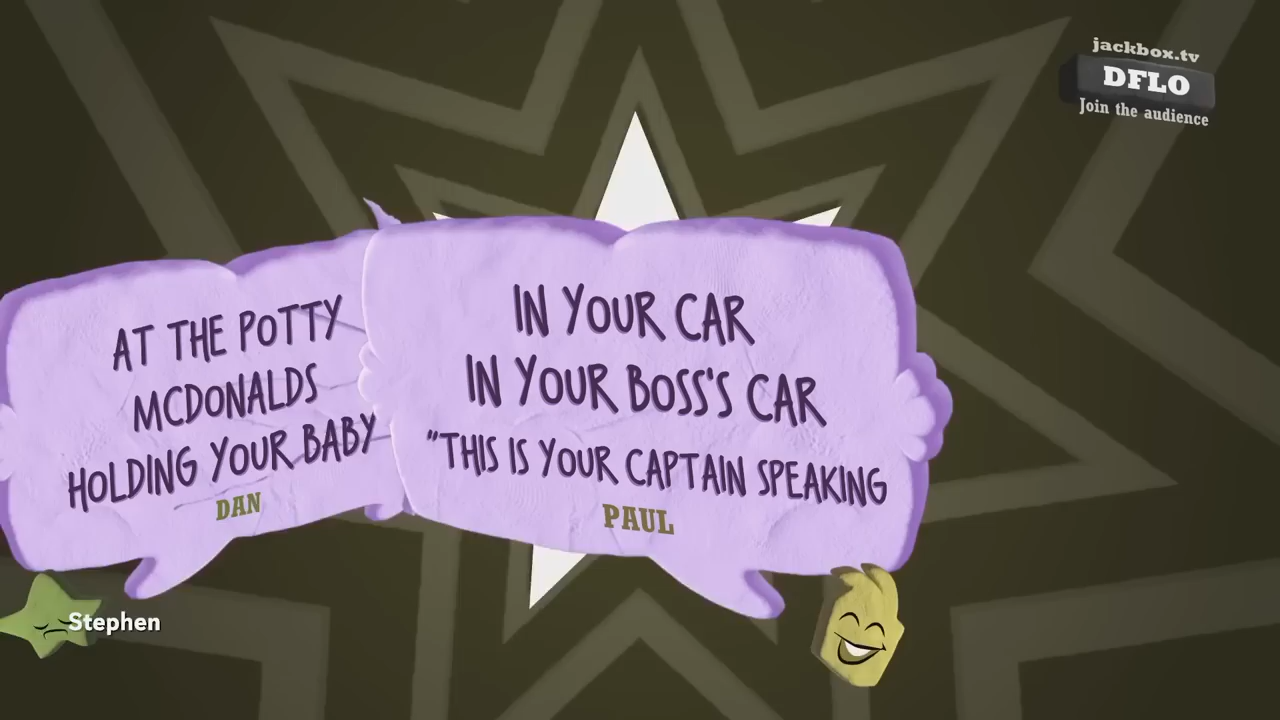 jackbox.tv
DFLO
Join the audience
AT THE POTTY
MCDONALDS
HOLDING YOUR BABY
DAN
IN YOUR CAR
IN YOUR BOSS'S CAR
"THIS IS YOUR CAPTAIN SPEAKING
PAUL
Stephen